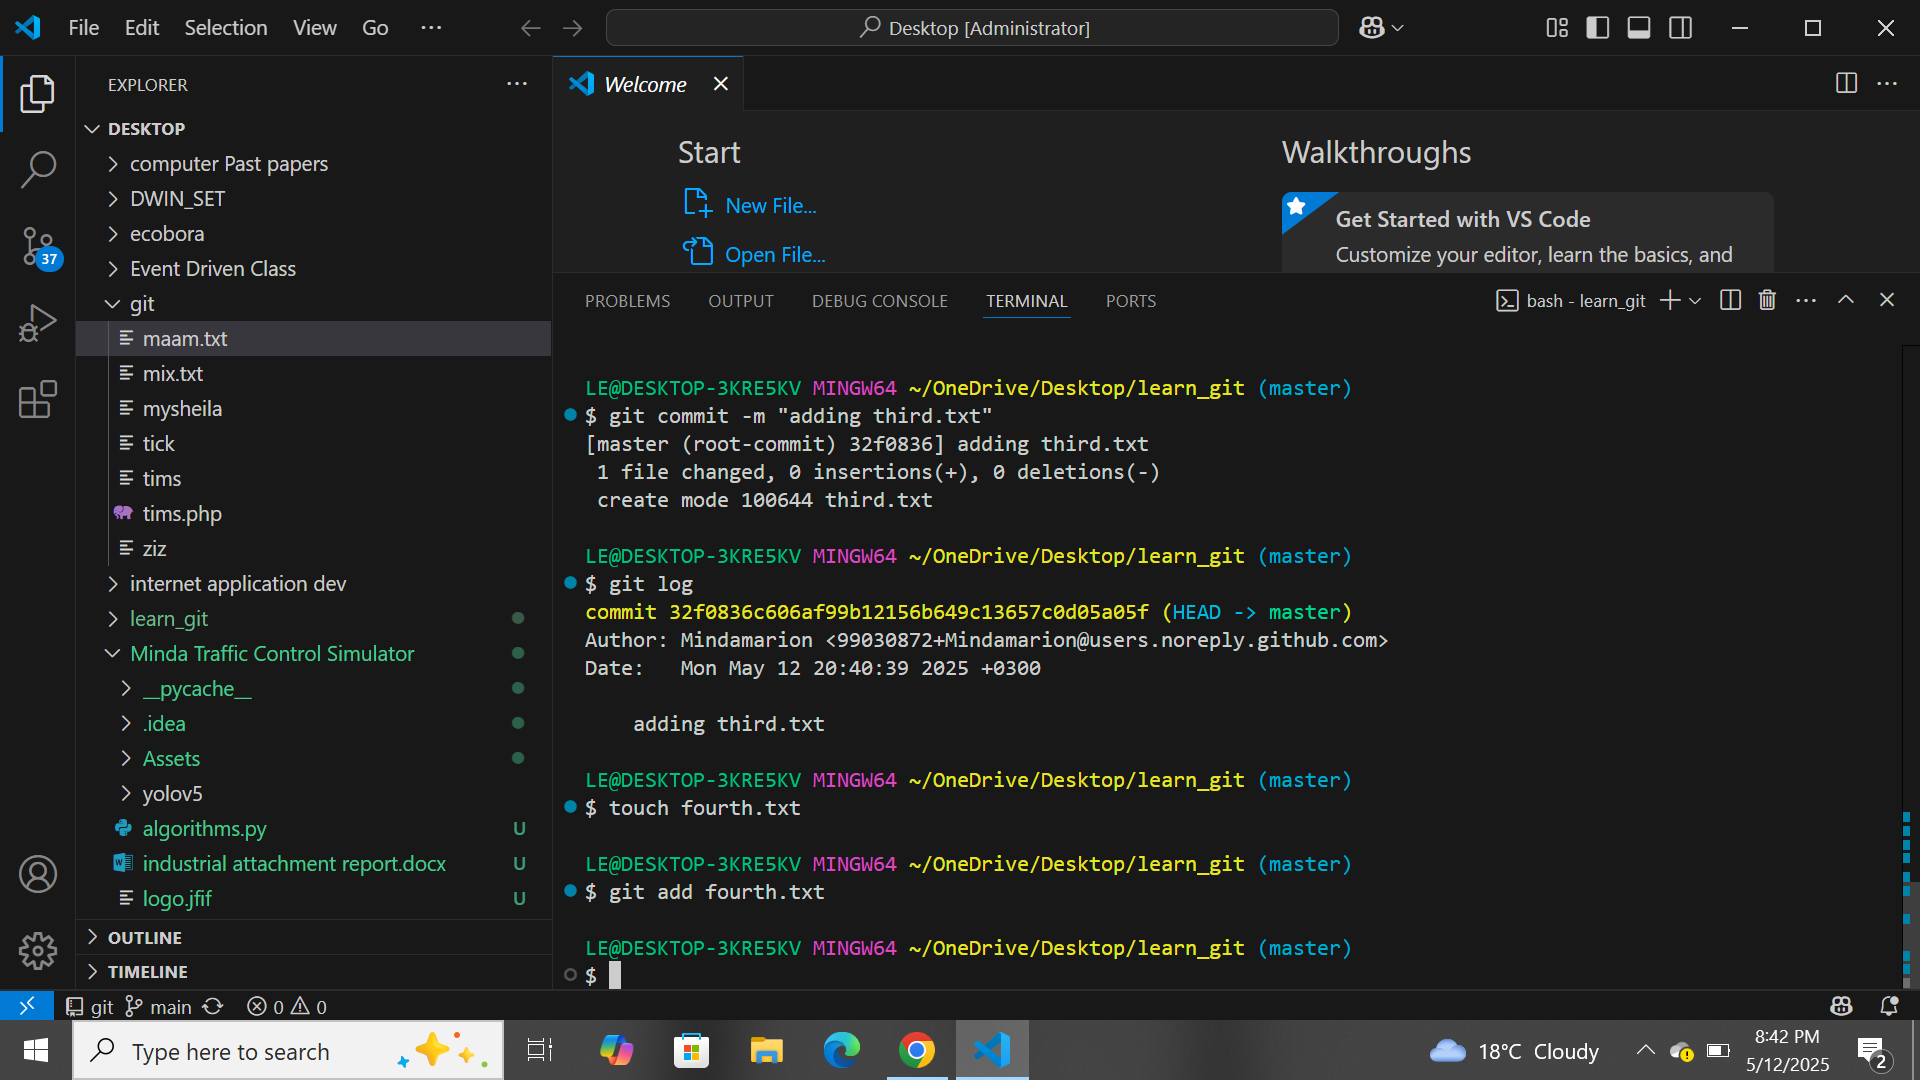 File Edit Selection View Go ···
Desktop [Administrator]
EXPLORER
DESKTOP
computer Past papers
DWIN_SET
ecobora
Event Driven Class
git
maam.txt
mix.txt
mysheila
tick
tims
tims.php
ziz
internet application dev
learn_git
Minda Traffic Control Simulator
__pycache__
.idea
Assets
yolov5
algorithms.py U
industrial attachment report.docx U
logo.jfif U
OUTLINE
TIMELINE
37
Welcome
Start
New File...
Open File...
Walkthroughs
Get Started with VS Code
Customize your editor, learn the basics, and
PROBLEMS OUTPUT DEBUG CONSOLE TERMINAL PORTS
bash - learn_git
LE@DESKTOP-3KRE5KV MINGW64 ~/OneDrive/Desktop/learn_git (master)
$ git commit -m "adding third.txt"
[master (root-commit) 32f0836] adding third.txt
1 file changed, 0 insertions(+), 0 deletions(-)
create mode 100644 third.txt
LE@DESKTOP-3KRE5KV MINGW64 ~/OneDrive/Desktop/learn_git (master)
$ git log
commit 32f0836c606af99b12156b649c13657c0d05a05f (HEAD -> master)
Author: Mindamarion <99030872+Mindamarion@users.noreply.github.com>
Date:   Mon May 12 20:40:39 2025 +0300
adding third.txt
LE@DESKTOP-3KRE5KV MINGW64 ~/OneDrive/Desktop/learn_git (master)
$ touch fourth.txt
LE@DESKTOP-3KRE5KV MINGW64 ~/OneDrive/Desktop/learn_git (master)
$ git add fourth.txt
LE@DESKTOP-3KRE5KV MINGW64 ~/OneDrive/Desktop/learn_git (master)
$
git main 0 0
Type here to search
18°C Cloudy
8:42 PM
5/12/2025
2